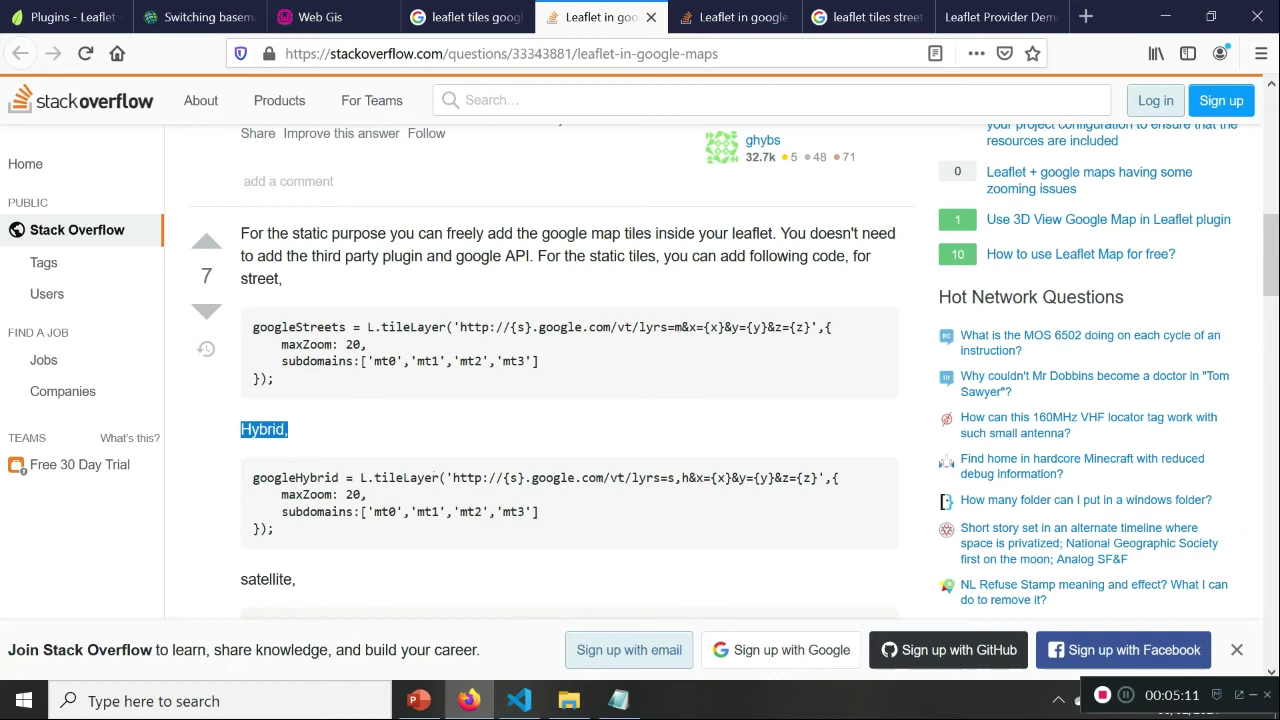 Plugins - Leaflet
Switching basem
Web Gis
leaflet tiles googl
Leaflet in goo
Leaflet in google
leaflet tiles street
Leaflet Provider Dem
https://stackoverflow.com/questions/33343881/leaflet-in-google-maps
stackoverflow
About
Products
For Teams
Search…
Log in
Sign up
Home
PUBLIC
Stack Overflow
Tags
Users
FIND A JOB
Jobs
Companies
TEAMS
What's this?
Free 30 Day Trial
Share Improve this answer Follow
ghybs
32.7k 5 48 71
add a comment
7
For the static purpose you can freely add the google map tiles inside your leaflet. You doesn't need
to add the third party plugin and google API. For the static tiles, you can add following code, for
street,
googleStreets = L.tileLayer('http://{s}.google.com/vt/lyrs=m&x={x}&y={y}&z={z}',{
maxZoom: 20,
subdomains:['mt0','mt1','mt2','mt3']
});
Hybrid,
googleHybrid = L.tileLayer('http://{s}.google.com/vt/lyrs=s,h&x={x}&y={y}&z={z}',{
maxZoom: 20,
subdomains:['mt0','mt1','mt2','mt3']
});
satellite,
your project configuration to ensure that the
resources are included
0
Leaflet + google maps having some
zooming issues
1
Use 3D View Google Map in Leaflet plugin
10
How to use Leaflet Map for free?
Hot Network Questions
What is the MOS 6502 doing on each cycle of an
instruction?
Why couldn't Mr Dobbins become a doctor in "Tom
Sawyer"?
How can this 160MHz VHF locator tag work with
such small antenna?
Find home in hardcore Minecraft with reduced
debug information?
How many folder can I put in a windows folder?
Short story set in an alternate timeline where
space is privatized; National Geographic Society
first on the moon; Analog SF&F
NL Refuse Stamp meaning and effect? What I can
do to remove it?
Join Stack Overflow to learn, share knowledge, and build your career.
Sign up with email
Sign up with Google
Sign up with GitHub
Sign up with Facebook
Type here to search
00:05:11